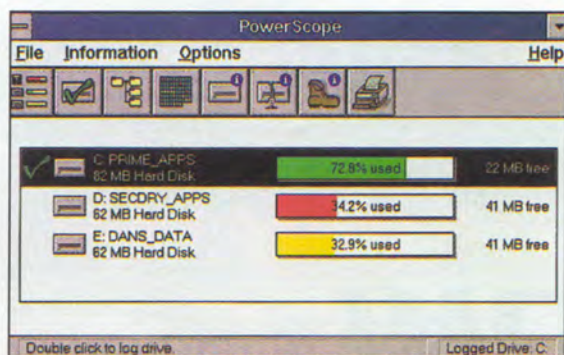 PowerScope
File Information Options Help
C: PRIME_APPS
82 MB Hard Disk
72.8% used
22 MB free
D: SECDRY_APPS
62 MB Hard Disk
34.2% used
41 MB free
E: DANS_DATA
62 MB Hard Disk
32.9% used
41 MB free
Double click to log drive.
Logged Drive: C: